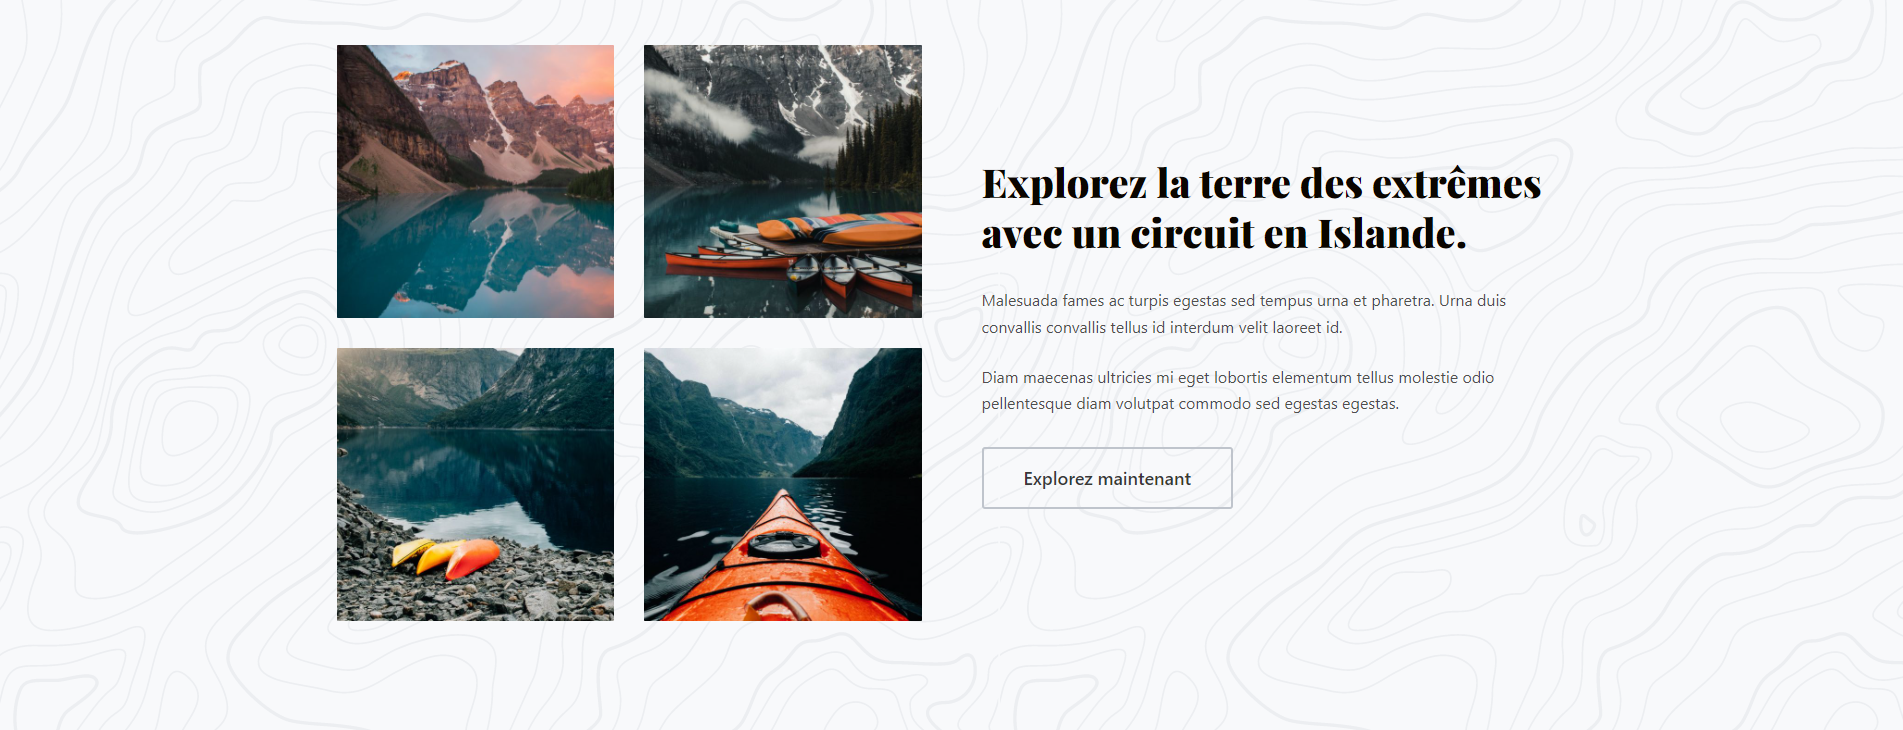 Explorez la terre des extrêmes
avec un circuit en Islande.
Malesuada fames ac turpis egestas sed tempus urna et pharetra. Urna duis
convallis convallis tellus id interdum velit laoreet id.
Diam maecenas ultricies mi eget lobortis elementum tellus molestie odio
pellentesque diam volutpat commodo sed egestas egestas.
Explorez maintenant